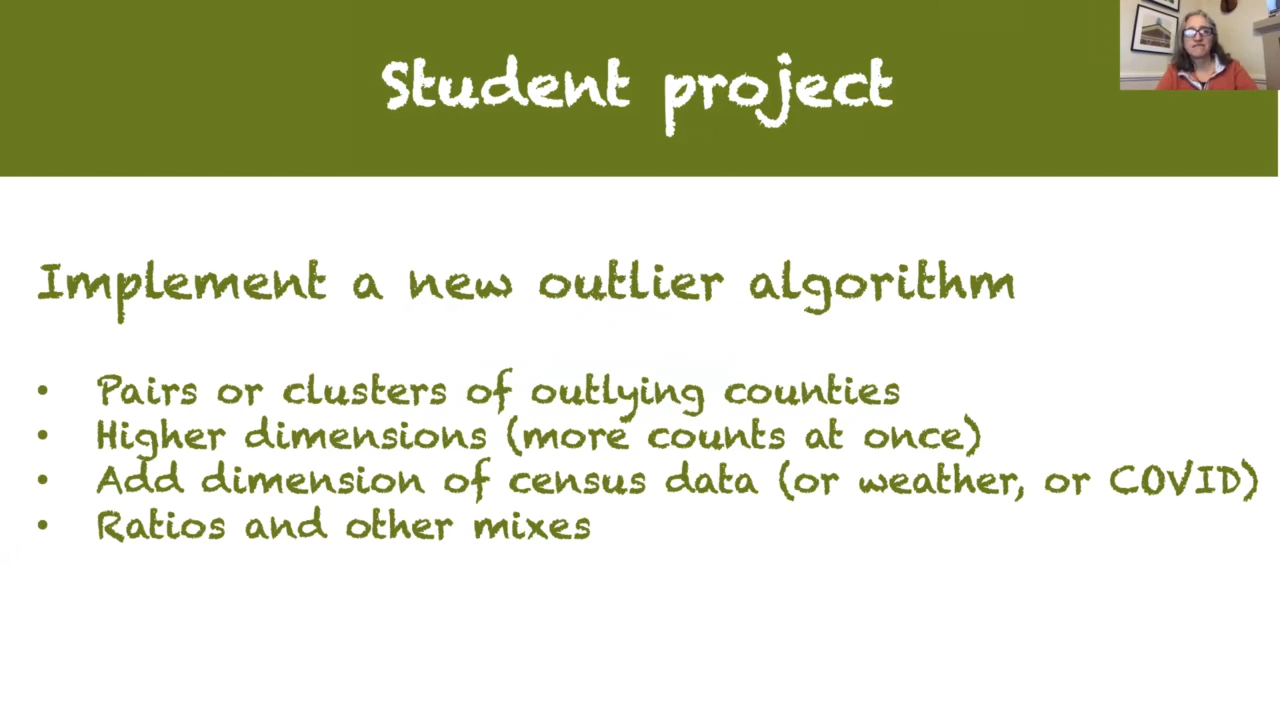 Student project
Implement a new outlier algorithm
• Pairs or clusters of outlying counties
• Higher dimensions (more counts at once)
• Add dimension of census data (or weather, or COVID)
• Ratios and other mixes